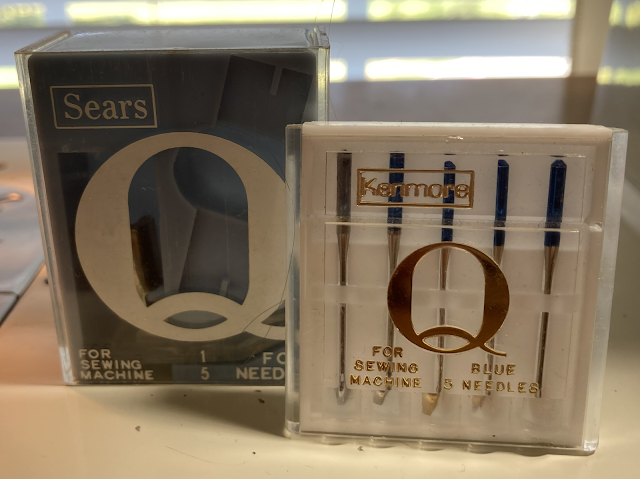 Sears
Q
FOR
SEWING
MACHINE
1
5
Kenmore
Q
FOR
SEWING
MACHINE
BLUE
5 NEEDLES